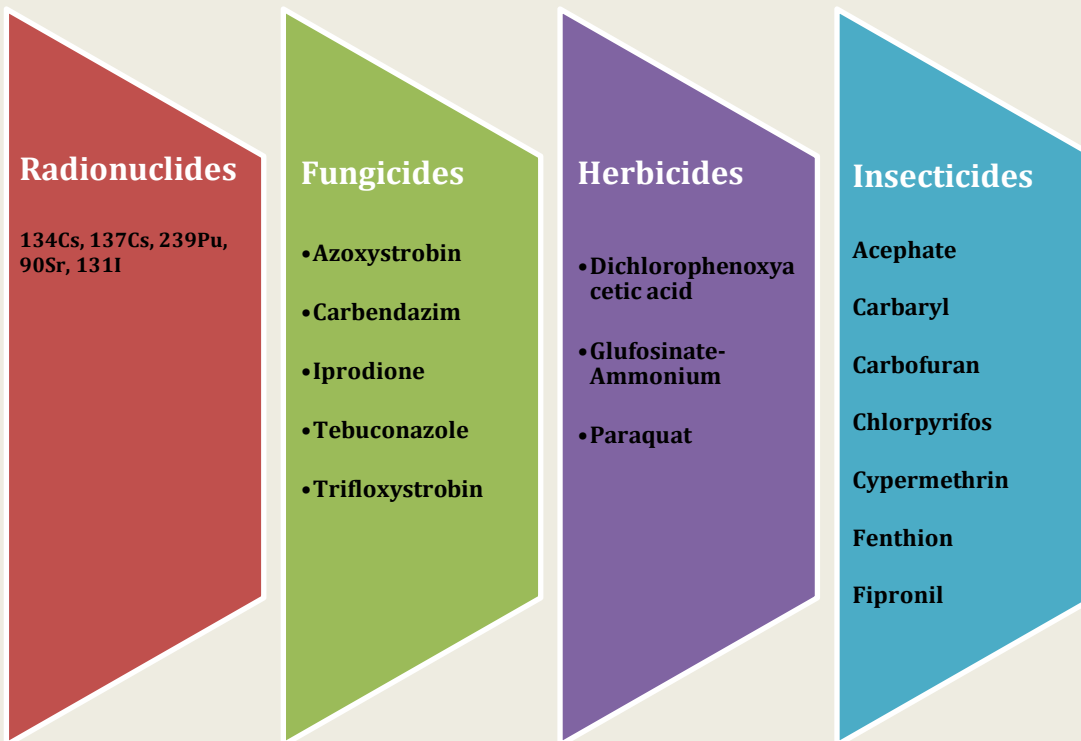 Radionuclides
134Cs, 137Cs, 239Pu,
90Sr, 131I
Fungicides
•Azoxystrobin
•Carbendazim
•Iprodione
•Tebuconazole
•Trifloxystrobin
Herbicides
•Dichlorophenoxya
cetic acid
•Glufosinate-
Ammonium
•Paraquat
Insecticides
Acephate
Carbaryl
Carbofuran
Chlorpyrifos
Cypermethrin
Fenthion
Fipronil